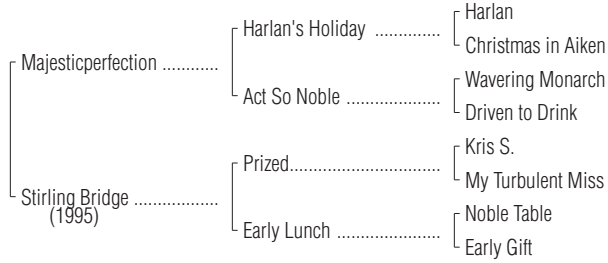 Harlan
Harlan's Holiday ..............
Christmas in Aiken
Majesticperfection ............
Wavering Monarch
Act So Noble ....................
Driven to Drink
Kris S.
Prized................................
My Turbulent Miss
Stirling Bridge ..................
(1995)
Noble Table
Early Lunch ......................
Early Gift